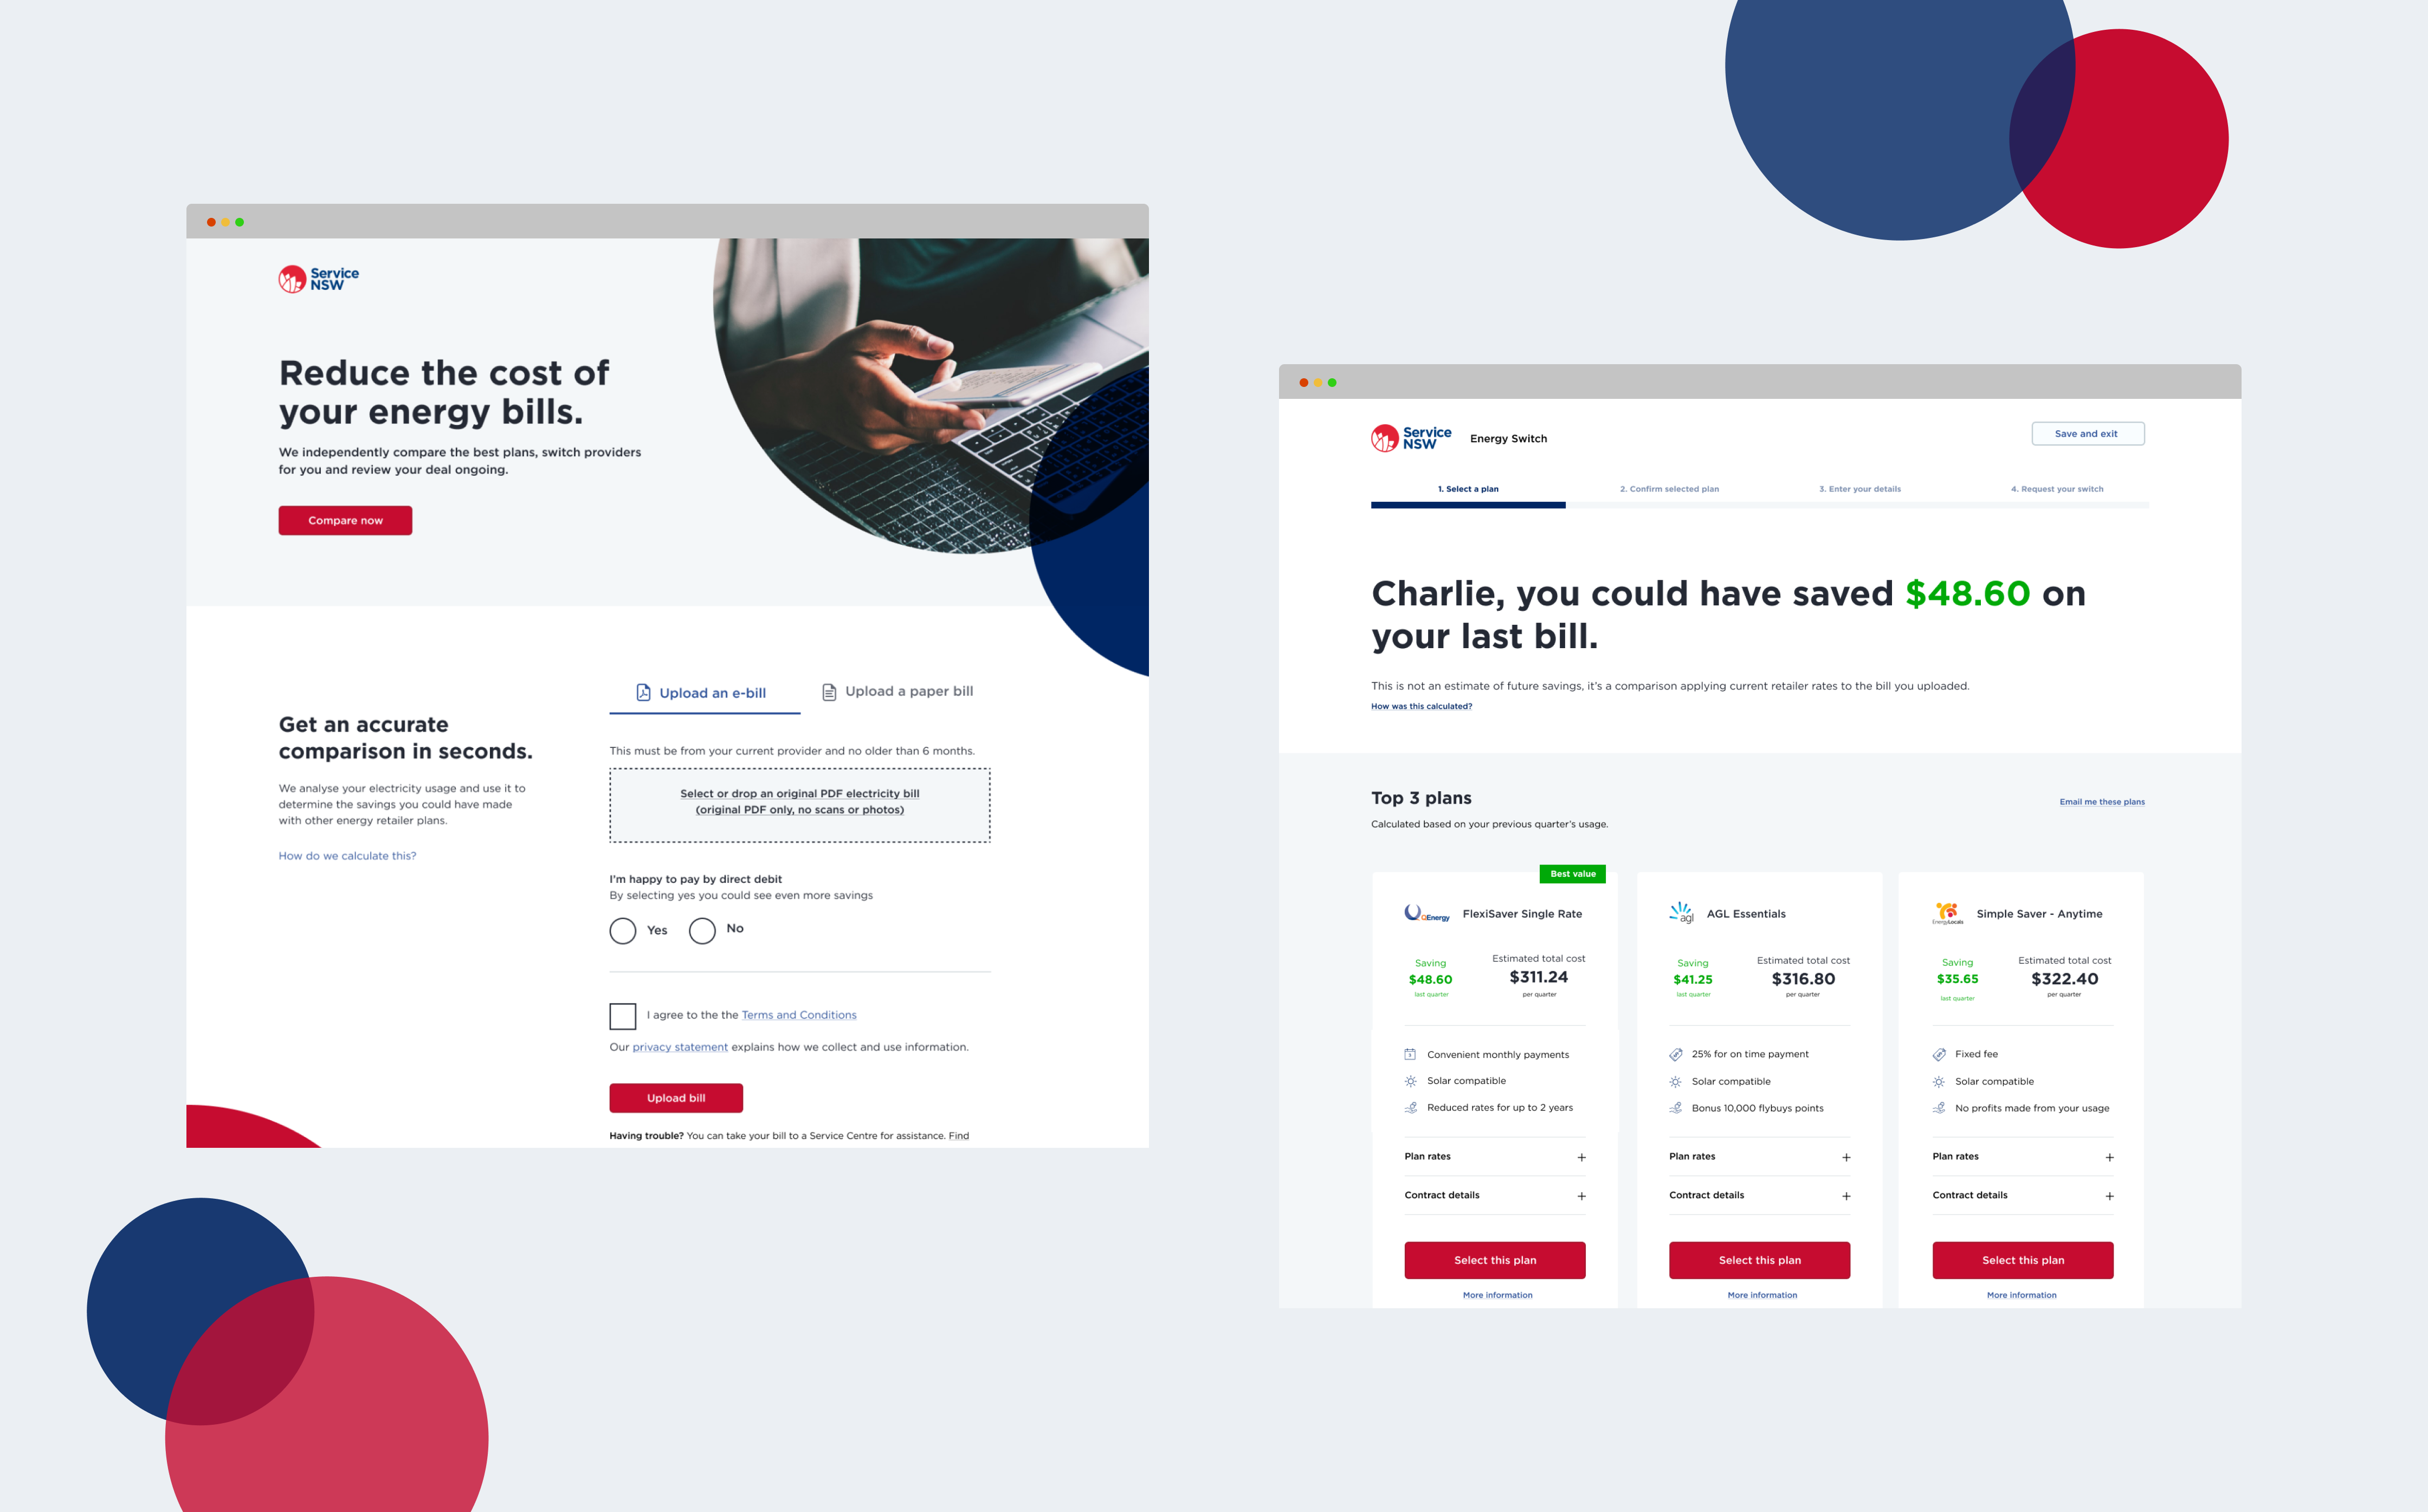 Service
NSW
Reduce the cost of
your energy bills.
We independently compare the best plans, switch providers
for you and review your deal ongoing.
Compare now
Get an accurate
comparison in seconds.
We analyse your electricity usage and use it to
determine the savings you could have made
with other energy retailer plans.
How do we calculate this?
Upload an e-bill
Upload a paper bill
This must be from your current provider and no older than 6 months.
Select or drop an original PDF electricity bill
(original PDF only, no scans or photos)
I'm happy to pay by direct debit
By selecting yes you could see even more savings
Yes
No
I agree to the the Terms and Conditions
Our privacy statement explains how we collect and use information.
Upload bill
Having trouble? You can take your bill to a Service Centre for assistance. Find
Service
NSW
Energy Switch
Save and exit
1. Select a plan
2. Confirm selected plan
3. Enter your details
4. Request your switch
Charlie, you could have saved $48.60 on
your last bill.
This is not an estimate of future savings, it's a comparison applying current retailer rates to the bill you uploaded.
How was this calculated?
Top 3 plans
Email me these plans
Calculated based on your previous quarter's usage.
Best value
QEnergy
FlexiSaver Single Rate
Saving
$48.60
last quarter
Estimated total cost
$311.24
per quarter
Convenient monthly payments
Solar compatible
Reduced rates for up to 2 years
Plan rates
Contract details
Select this plan
More information
agl
AGL Essentials
Saving
$41.25
last quarter
Estimated total cost
$316.80
per quarter
25% for on time payment
Solar compatible
Bonus 10,000 flybuys points
Plan rates
Contract details
Select this plan
More information
EnergyLocals
Simple Saver - Anytime
Saving
$35.65
last quarter
Estimated total cost
$322.40
per quarter
Fixed fee
Solar compatible
No profits made from your usage
Plan rates
Contract details
Select this plan
More information